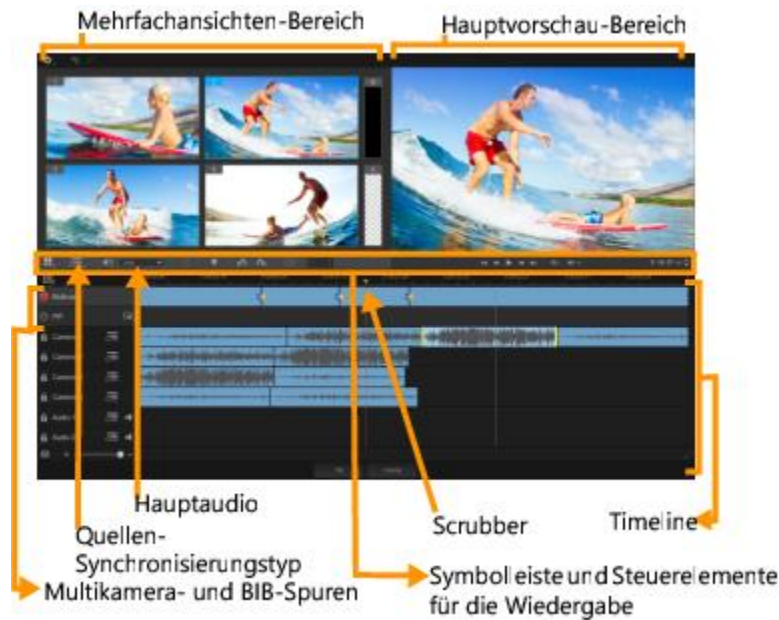 Mehrfachansichten-Bereich
Hauptvorschau-Bereich
Hauptaudio
Quellen-
Synchronisierungstyp
Multikamera- und BIB-Spuren
Scrubber
Timeline
Symbolleiste und Steuerelemente
für die Wiedergabe